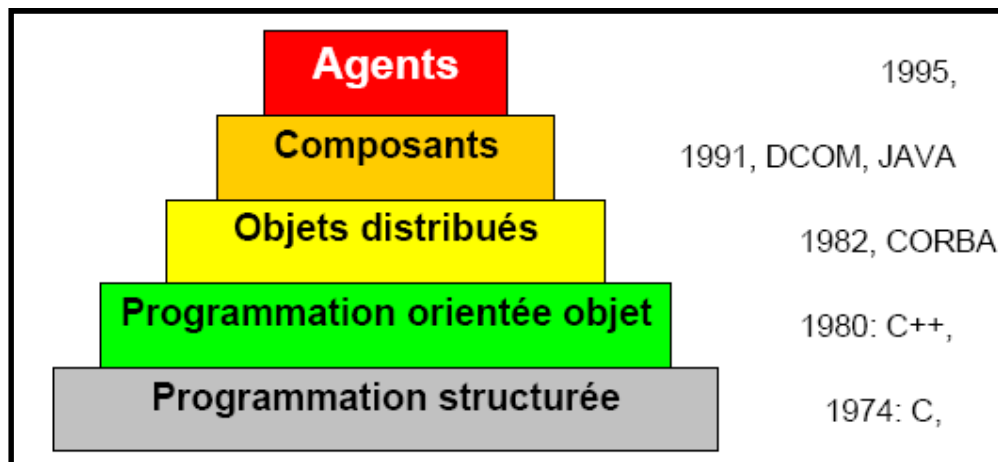 Agents
1995,
Composants
1991, DCOM, JAVA
Objets distribués
1982, CORBA
Programmation orientée objet
1980: C++,
Programmation structurée
1974: C,